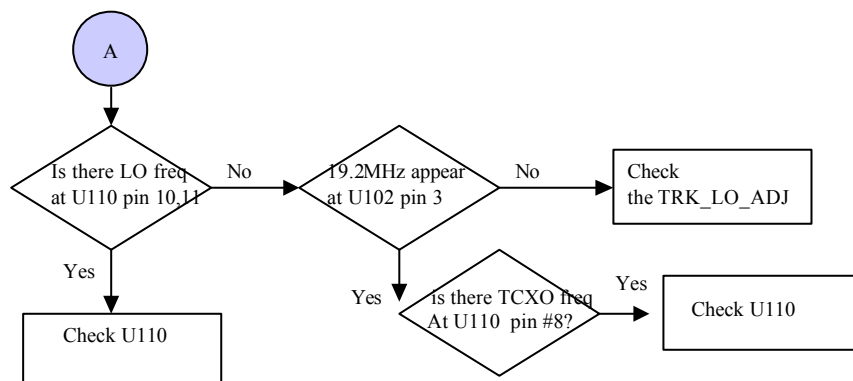 A
Is there LO freq
at U110 pin 10,11
No
19.2MHz appear
at U102 pin 3
No
Check
the TRK_LO_ADJ
Yes
Check U110
Yes
is there TCXO freq
At U110 pin #8?
Yes
Check U110